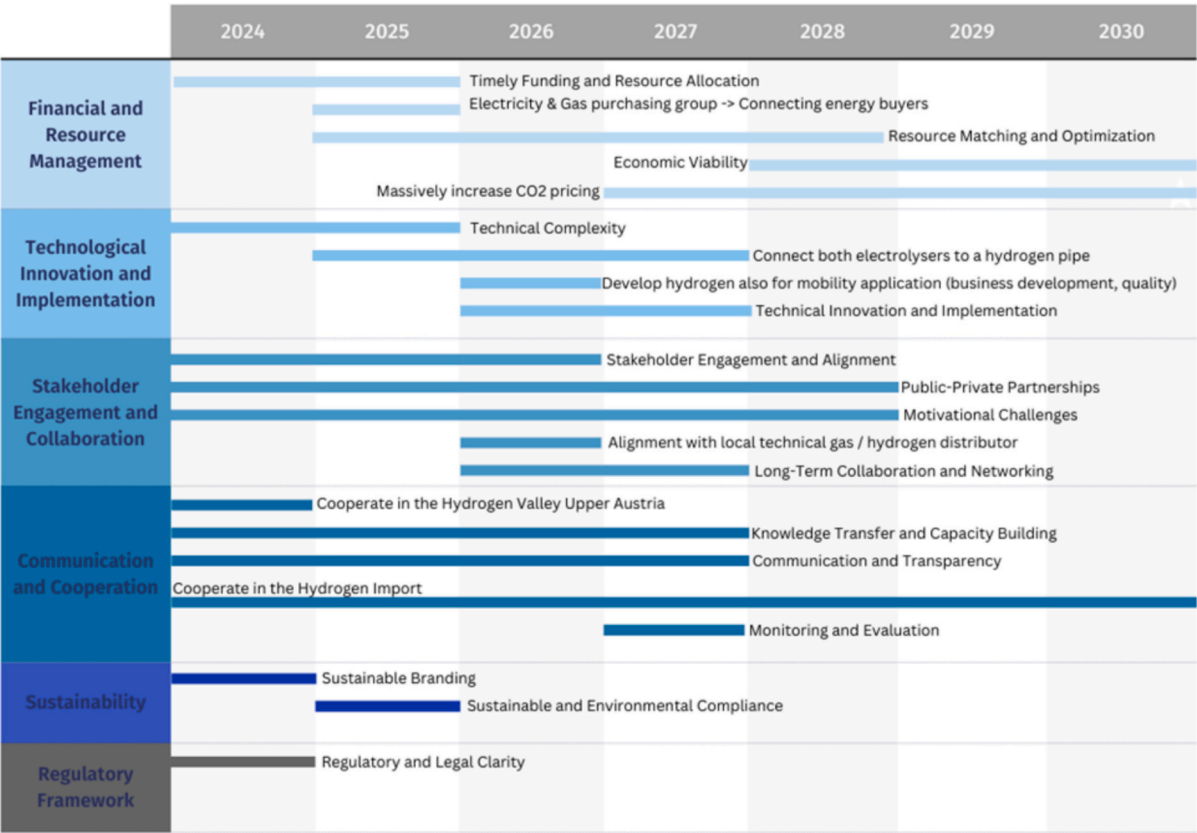 2024 2025 2026 2027 2028 2029 2030
Financial and
Resource
Management
Timely Funding and Resource Allocation
Electricity & Gas purchasing group -> Connecting energy buyers
Resource Matching and Optimization
Economic Viability
Massively increase CO2 pricing
Technological
Innovation and
Implementation
Technical Complexity
Connect both electrolysers to a hydrogen pipe
Develop hydrogen also for mobility application (business development, quality)
Technical Innovation and Implementation
Stakeholder
Engagement and
Collaboration
Stakeholder Engagement and Alignment
Public-Private Partnerships
Motivational Challenges
Alignment with local technical gas / hydrogen distributor
Long-Term Collaboration and Networking
Communication
and Cooperation
Cooperate in the Hydrogen Valley Upper Austria
Knowledge Transfer and Capacity Building
Communication and Transparency
Cooperate in the Hydrogen Import
Monitoring and Evaluation
Sustainability
Sustainable Branding
Sustainable and Environmental Compliance
Regulatory
Framework
Regulatory and Legal Clarity